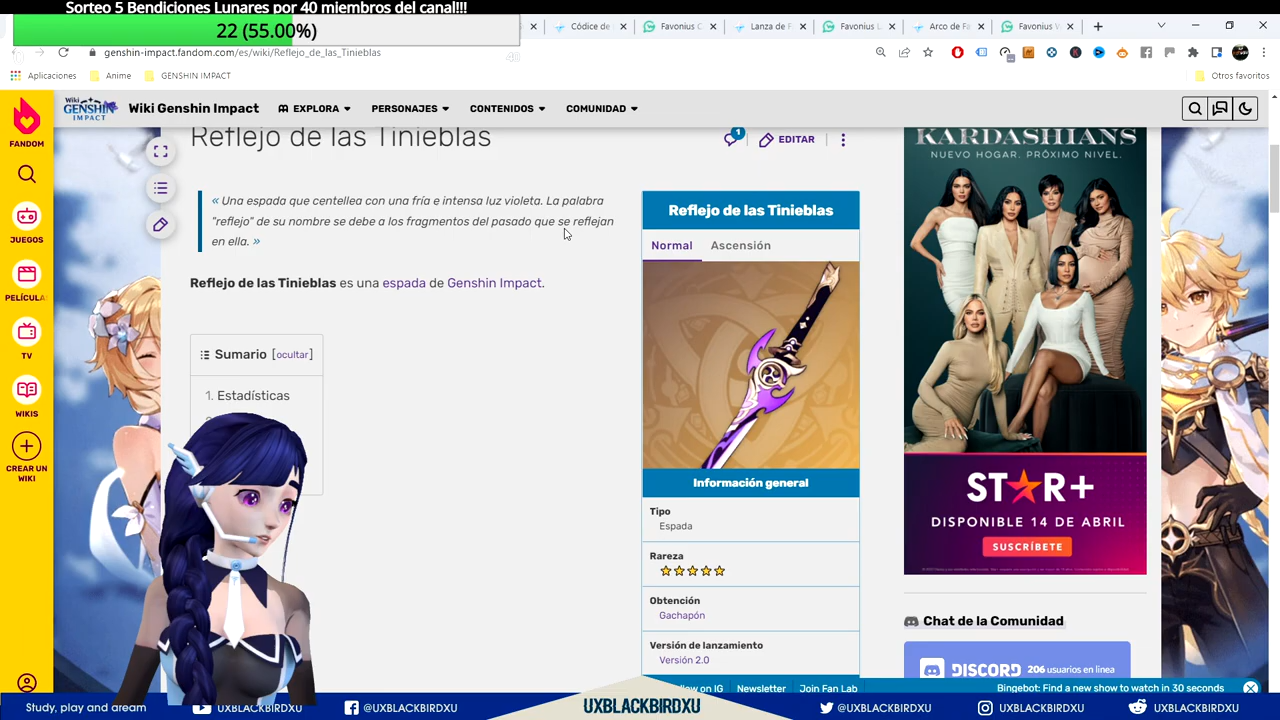 Sorteo 5 Bendiciones Lunares por 40 miembros del canal!!!
22 (55.00%)
40
Códice de
Favonius C
Lanza de F
Favonius L
Arco de Fa
Favonius
genshin-impact.fandom.com/es/wiki/Reflejo_de_las_Tinieblas
Aplicaciones
Anime
GENSHIN IMPACT
Otros favoritos
FANDOM
JUEGOS
PELÍCULA
TV
WIKIS
CREAR UN
WIKI
Wiki Genshin Impact
EXPLORA
PERSONAJES
CONTENIDOS
COMUNIDAD
Reflejo de las Tinieblas
1
EDITAR
« Una espada que centellea con una fría e intensa luz violeta. La palabra
"reflejo" de su nombre se debe a los fragmentos del pasado que se reflejan
en ella. »
Reflejo de las Tinieblas es una espada de Genshin Impact.
Sumario [ocultar]
1. Estadísticas
Reflejo de las Tinieblas
Normal
Ascensión
Información general
Tipo
Espada
Rareza
Obtención
Gachapón
Versión de lanzamiento
Versión 2.0
KARDASHIANS
NUEVO HOGAR. PRÓXIMO NIVEL.
STAR+
DISPONIBLE 14 DE ABRIL
SUSCRÍBETE
Chat de la Comunidad
DISCORD
206 usuarios en linea
ow on IG
Newsletter
Join Fan Lab
Bingebot: Find a new show to watch in 30 seconds
Study, play and dream
UXBLACKBIRDXU
@UXBLACKBIRDXU
UXBLACKBIRDXU
@UXBLACKBIRDXU
@UXBLACKBIRDXU
UXBLACKBIRDXU